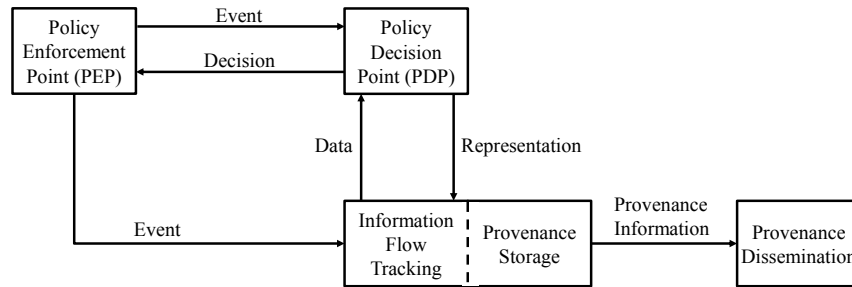 Policy
Enforcement
Point (PEP)
Event
Decision
Policy
Decision
Point (PDP)
Data
Representation
Event
Information
Flow
Tracking
Provenance
Storage
Provenance
Information
Provenance
Dissemination